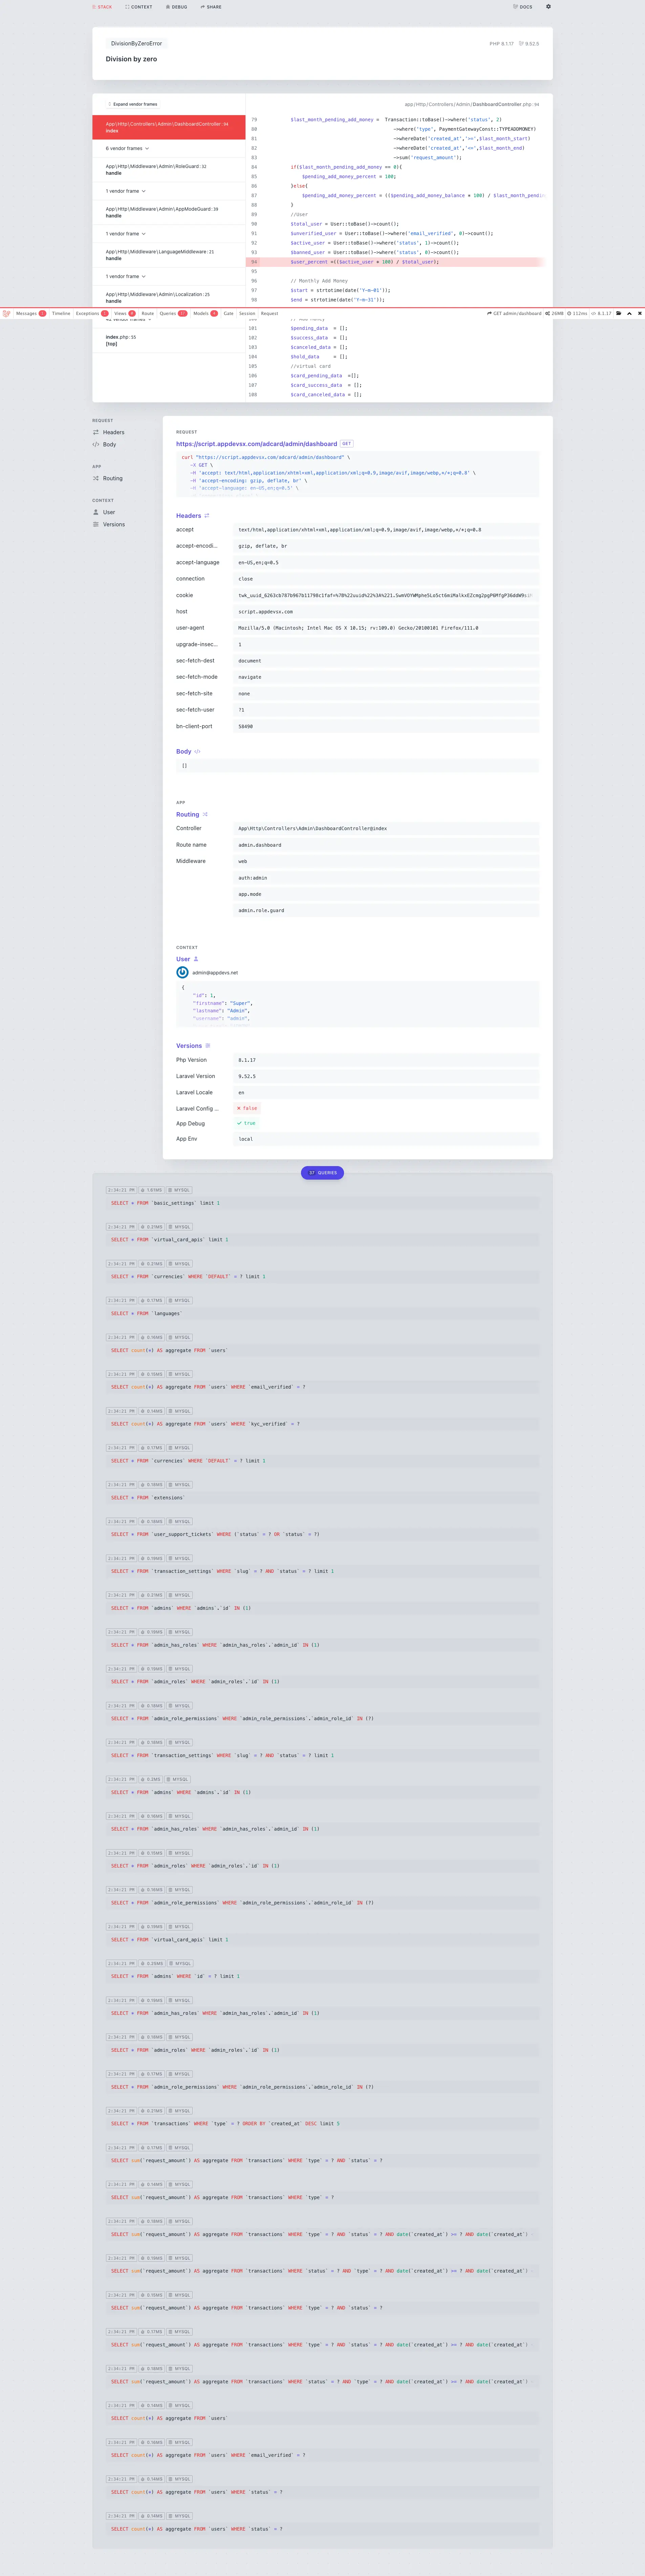 STACK CONTEXT DEBUG SHARE DOCS
DivisionByZeroError PHP 8.1.17 9.52.5
Division by zero
Expand vendor frames
App\Http\Controllers\Admin\DashboardController:94
index
6 vendor frames
App\Http\Middleware\Admin\RoleGuard:32
handle
1 vendor frame
App\Http\Middleware\Admin\AppModeGuard:39
handle
1 vendor frame
App\Http\Middleware\LanguageMiddleware:21
handle
1 vendor frame
App\Http\Middleware\Admin\Localization:25
handle
index.php:55
[top]
app/Http/Controllers/Admin/DashboardController.php:94
79 $last_month_pending_add_money = Transaction::toBase()->where('status', 2)
80 ->where('type', PaymentGatewayConst::TYPEADDMONEY)
81 ->whereDate('created_at','>=',$last_month_start)
82 ->whereDate('created_at','<=',$last_month_end)
83 ->sum('request_amount');
84 if($last_month_pending_add_money == 0){
85 $pending_add_money_percent = 100;
86 }else{
87 $pending_add_money_percent = (($pending_add_money_balance * 100) / $last_month_pendin
88 }
89 //User
90 $total_user = User::toBase()->count();
91 $unverified_user = User::toBase()->where('email_verified', 0)->count();
92 $active_user = User::toBase()->where('status', 1)->count();
93 $banned_user = User::toBase()->where('status', 0)->count();
94 $user_percent =(($active_user * 100) / $total_user);
95
96 // Monthly Add Money
97 $start = strtotime(date('Y-m-01'));
98 $end = strtotime(date('Y-m-31'));
Messages Timeline Exceptions Views Route Queries Models Gate Session Request GET admin/dashboard 26MB 112ms 8.1.17
101 $pending_data = [];
102 $success_data = [];
103 $canceled_data = [];
104 $hold_data = [];
105 //virtual card
106 $card_pending_data =[];
107 $card_success_data = [];
108 $card_canceled_data = [];
REQUEST
Headers
Body
APP
Routing
CONTEXT
User
Versions
REQUEST
https://script.appdevsx.com/adcard/admin/dashboard GET
curl "https://script.appdevsx.com/adcard/admin/dashboard" \
-X GET \
-H 'accept: text/html,application/xhtml+xml,application/xml;q=0.9,image/avif,image/webp,*/*;q=0.8' \
-H 'accept-encoding: gzip, deflate, br' \
-H 'accept-language: en-US,en;q=0.5' \
Headers
accept text/html,application/xhtml+xml,application/xml;q=0.9,image/avif,image/webp,*/*;q=0.8
accept-encodi... gzip, deflate, br
accept-language en-US,en;q=0.5
connection close
cookie
host script.appdevsx.com
user-agent Mozilla/5.0 (Macintosh; Intel Mac OS X 10.15; rv:109.0) Gecko/20100101 Firefox/111.0
upgrade-insec... 1
sec-fetch-dest document
sec-fetch-mode navigate
sec-fetch-site none
sec-fetch-user ?1
bn-client-port 58498
Body
[]
APP
Routing
Controller App\Http\Controllers\Admin\DashboardController@index
Route name admin.dashboard
Middleware web
auth:admin
app.mode
admin.role.guard
CONTEXT
User
admin@appdevs.net
{
"id": 1,
"firstname": "Super",
"lastname": "Admin",
"username": "admin",
Versions
Php Version 8.1.17
Laravel Version 9.52.5
Laravel Locale en
Laravel Config ... false
App Debug true
App Env local
37 QUERIES
SELECT * FROM `basic_settings` limit 1
SELECT * FROM `virtual_card_apis` limit 1
SELECT * FROM `currencies` WHERE `DEFAULT` = ? limit 1
SELECT * FROM `languages`
SELECT count(*) AS aggregate FROM `users`
SELECT count(*) AS aggregate FROM `users` WHERE `email_verified` = ?
SELECT count(*) AS aggregate FROM `users` WHERE `kyc_verified` = ?
SELECT * FROM `currencies` WHERE `DEFAULT` = ? limit 1
SELECT * FROM `extensions`
SELECT * FROM `user_support_tickets` WHERE (`status` = ? OR `status` = ?)
SELECT * FROM `transaction_settings` WHERE `slug` = ? AND `status` = ? limit 1
SELECT * FROM `admins` WHERE `admins`.`id` IN (1)
SELECT * FROM `admin_has_roles` WHERE `admin_has_roles`.`admin_id` IN (1)
SELECT * FROM `admin_roles` WHERE `admin_roles`.`id` IN (1)
SELECT * FROM `admin_role_permissions` WHERE `admin_role_permissions`.`admin_role_id` IN (?)
SELECT * FROM `transaction_settings` WHERE `slug` = ? AND `status` = ? limit 1
SELECT * FROM `admins` WHERE `admins`.`id` IN (1)
SELECT * FROM `admin_has_roles` WHERE `admin_has_roles`.`admin_id` IN (1)
SELECT * FROM `admin_roles` WHERE `admin_roles`.`id` IN (1)
SELECT * FROM `admin_role_permissions` WHERE `admin_role_permissions`.`admin_role_id` IN (?)
SELECT * FROM `virtual_card_apis` limit 1
SELECT * FROM `admins` WHERE `id` = ? limit 1
SELECT * FROM `admin_has_roles` WHERE `admin_has_roles`.`admin_id` IN (1)
SELECT * FROM `admin_roles` WHERE `admin_roles`.`id` IN (1)
SELECT * FROM `admin_role_permissions` WHERE `admin_role_permissions`.`admin_role_id` IN (?)
SELECT * FROM `transactions` WHERE `type` = ? ORDER BY `created_at` DESC limit 5
SELECT sum(`request_amount`) AS aggregate FROM `transactions` WHERE `type` = ? AND `status` = ?
SELECT sum(`request_amount`) AS aggregate FROM `transactions` WHERE `type` = ?
SELECT sum(`request_amount`) AS aggregate FROM `transactions` WHERE `type` = ? AND `status` = ? AND date(`created_at`) >= ? AND date(`created_at`)
SELECT sum(`request_amount`) AS aggregate FROM `transactions` WHERE `status` = ? AND `type` = ? AND date(`created_at`) >= ? AND date(`created_at`)
SELECT sum(`request_amount`) AS aggregate FROM `transactions` WHERE `type` = ? AND `status` = ?
SELECT sum(`request_amount`) AS aggregate FROM `transactions` WHERE `type` = ? AND `status` = ? AND date(`created_at`) >= ? AND date(`created_at`)
SELECT sum(`request_amount`) AS aggregate FROM `transactions` WHERE `status` = ? AND `type` = ? AND date(`created_at`) >= ? AND date(`created_at`)
SELECT count(*) AS aggregate FROM `users`
SELECT count(*) AS aggregate FROM `users` WHERE `email_verified` = ?
SELECT count(*) AS aggregate FROM `users` WHERE `status` = ?
SELECT count(*) AS aggregate FROM `users` WHERE `status` = ?